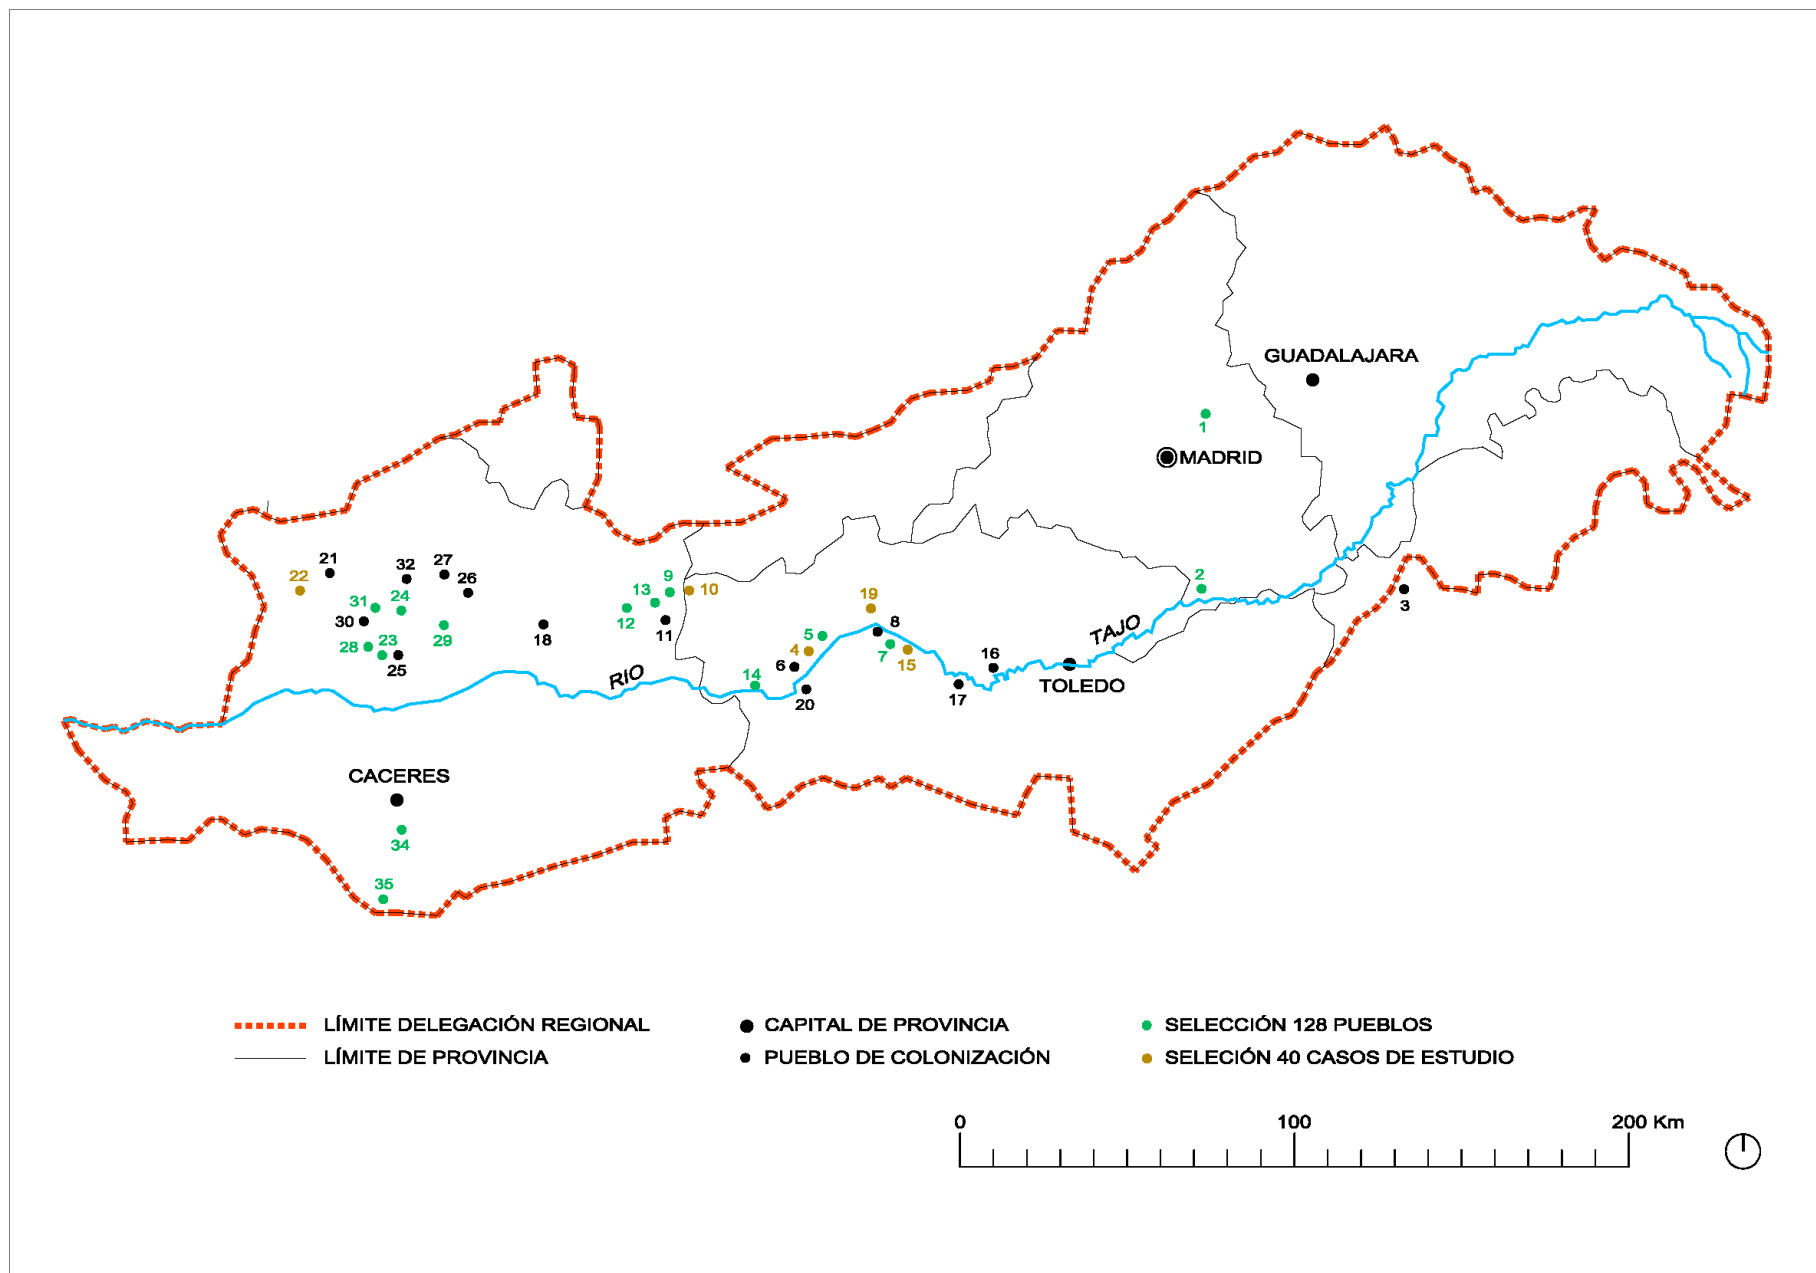 GUADALAJARA
1
MADRID
21
32
27
22
26
9
10
2
31
24
13
19
3
30
12
11
8
28
23
29
18
5
TAJO
25
4
7
15
16
6
RIO
14
17
TOLEDO
20
CACERES
34
35
LÍMITE DELEGACIÓN REGIONAL
LÍMITE DE PROVINCIA
CAPITAL DE PROVINCIA
PUEBLO DE COLONIZACIÓN
SELECCIÓN 128 PUEBLOS
SELECIÓN 40 CASOS DE ESTUDIO
0 100 200 Km